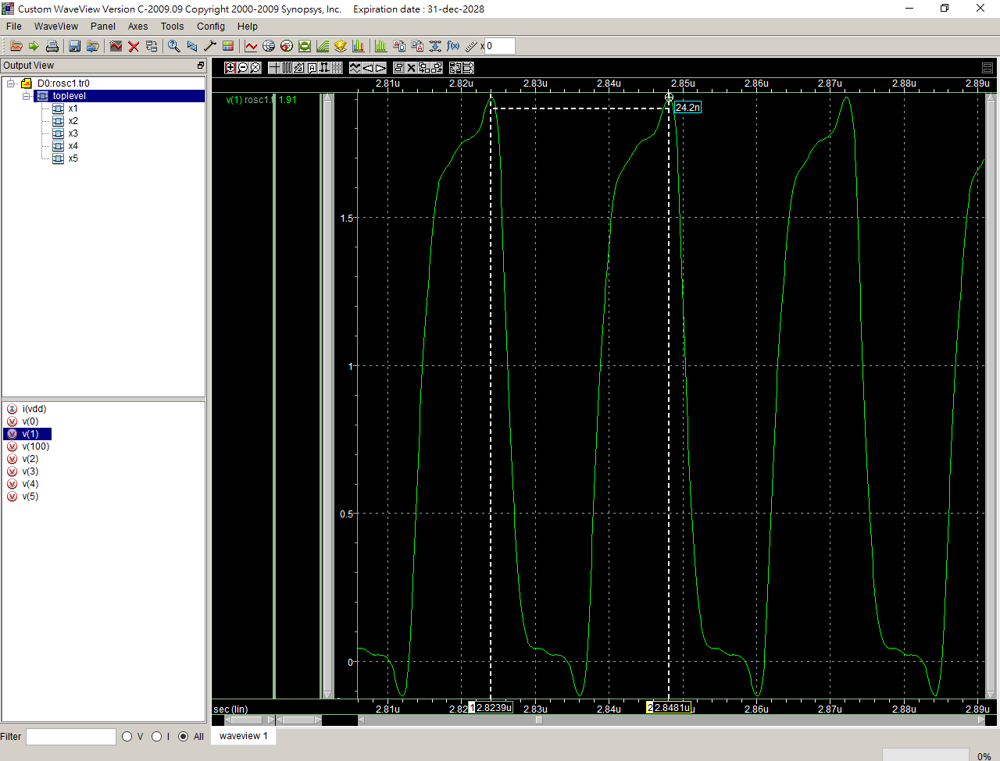 Custom WaveView Version C-2009.09 Copyright 2000-2009 Synopsys, Inc. Expiration date : 31-dec-2028
File WaveView Panel Axes Tools Config Help
x 0
Output View
D0:rosc1.tr0
toplevel
x1
x2
x3
x4
x5
i(vdd)
v(0)
v(1)
v(100)
v(2)
v(3)
v(4)
v(5)
Filter V I All
2.81u 2.82u 2.83u 2.84u 2.85u 2.86u 2.87u 2.88u 2.89u
v(1) rosc1.t 1.91
24.2n
1.5
1
0.5
0
sec (lin) 2.81u 2.82 1 2.8239u 2.83u 2.84u 2 2.8481u 2.86u 2.87u 2.88u 2.89u
waveview 1
0%